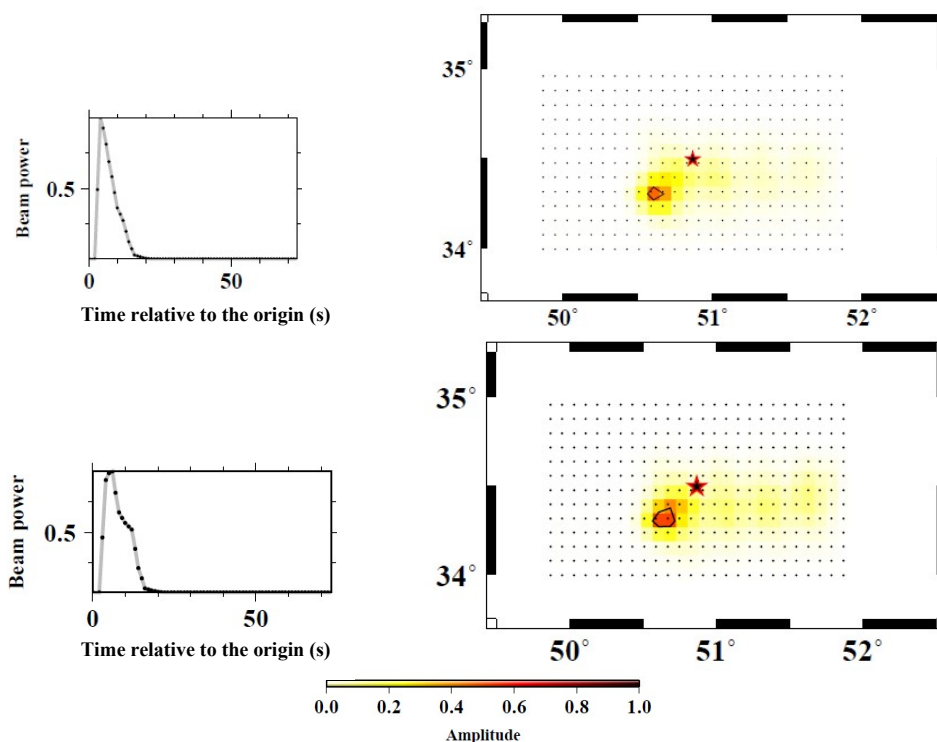 35°
34°
50° 51° 52°
Beam power
0.5
0 50
Time relative to the origin (s)
35°
34°
50° 51° 52°
Beam power
0.5
0 50
Time relative to the origin (s)
0.0 0.2 0.4 0.6 0.8 1.0
Amplitude